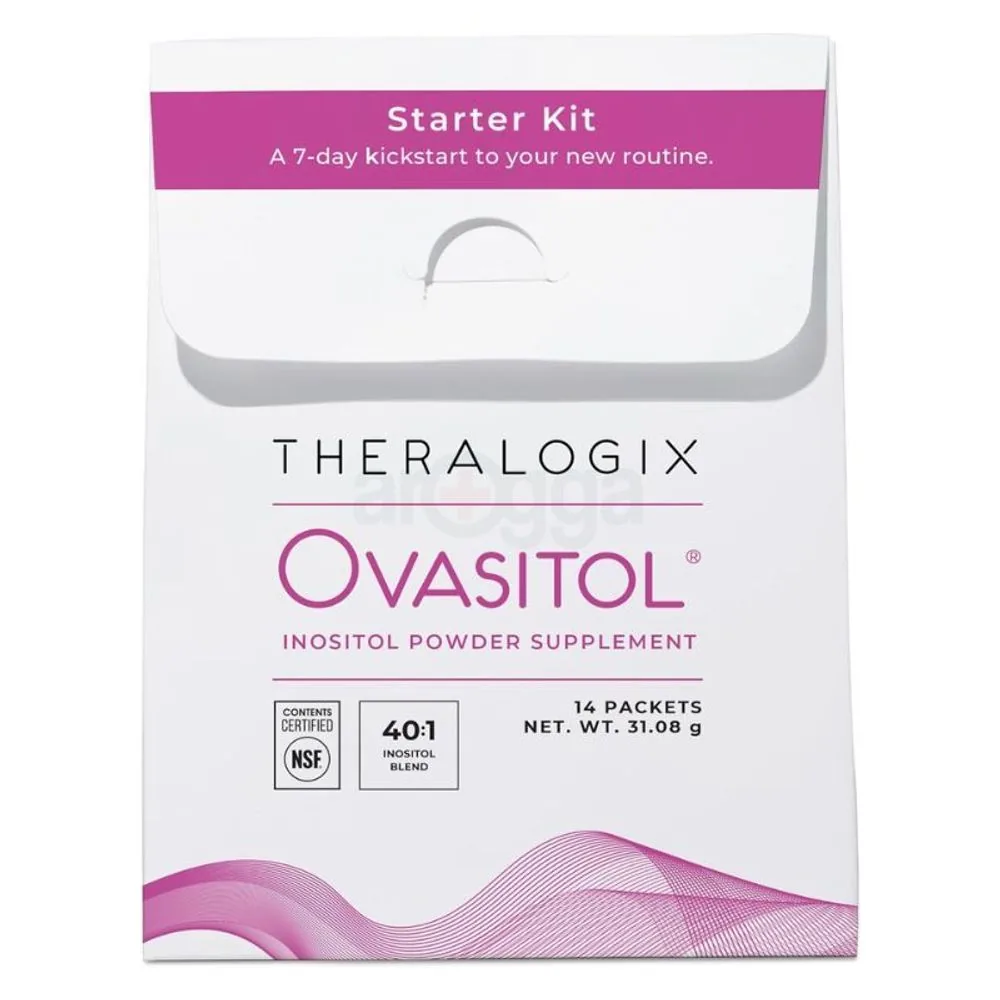 Starter Kit
A 7-day kickstart to your new routine.
THERALOGIX
arogga
OVASITOL®
INOSITOL POWDER SUPPLEMENT
CONTENTS
CERTIFIED
NSF
40:1
INOSITOL
BLEND
14 PACKETS
NET. WT. 31.08 g